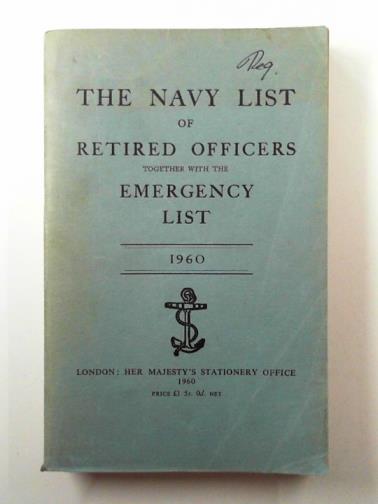 Reg.
THE NAVY LIST
OF
RETIRED OFFICERS
TOGETHER WITH THE
EMERGENCY
LIST
1960
LONDON: HER MAJESTY'S STATIONERY OFFICE
1960
PRICE £1 5s. 0d. NET